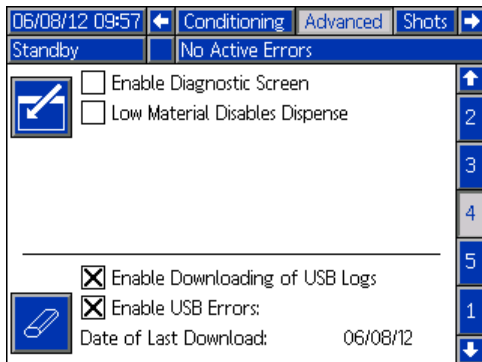 06/08/12 09:57 Conditioning Advanced Shots
Standby No Active Errors
Enable Diagnostic Screen
Low Material Disables Dispense
2
3
4
5
Enable Downloading of USB Logs
Enable USB Errors:
1
Date of Last Download: 06/08/12